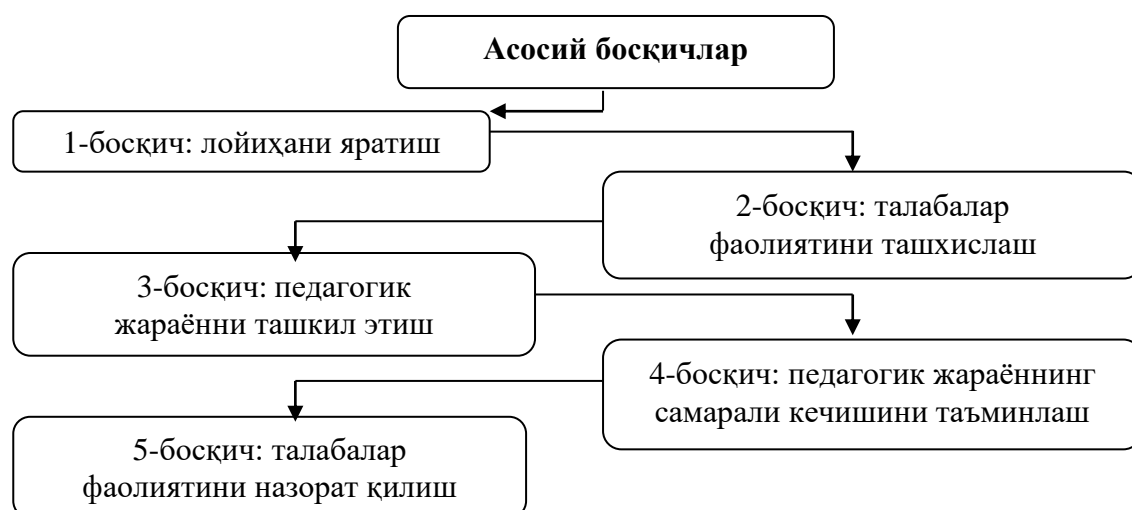 Асосий босқичлар
1-босқич: лойиҳани яратиш
2-босқич: талабалар
фаолиятини ташхислаш
3-босқич: педагогик
жараённи ташкил этиш
4-босқич: педагогик жараённинг
самарали кечишини таъминлаш
5-босқич: талабалар
фаолиятини назорат қилиш